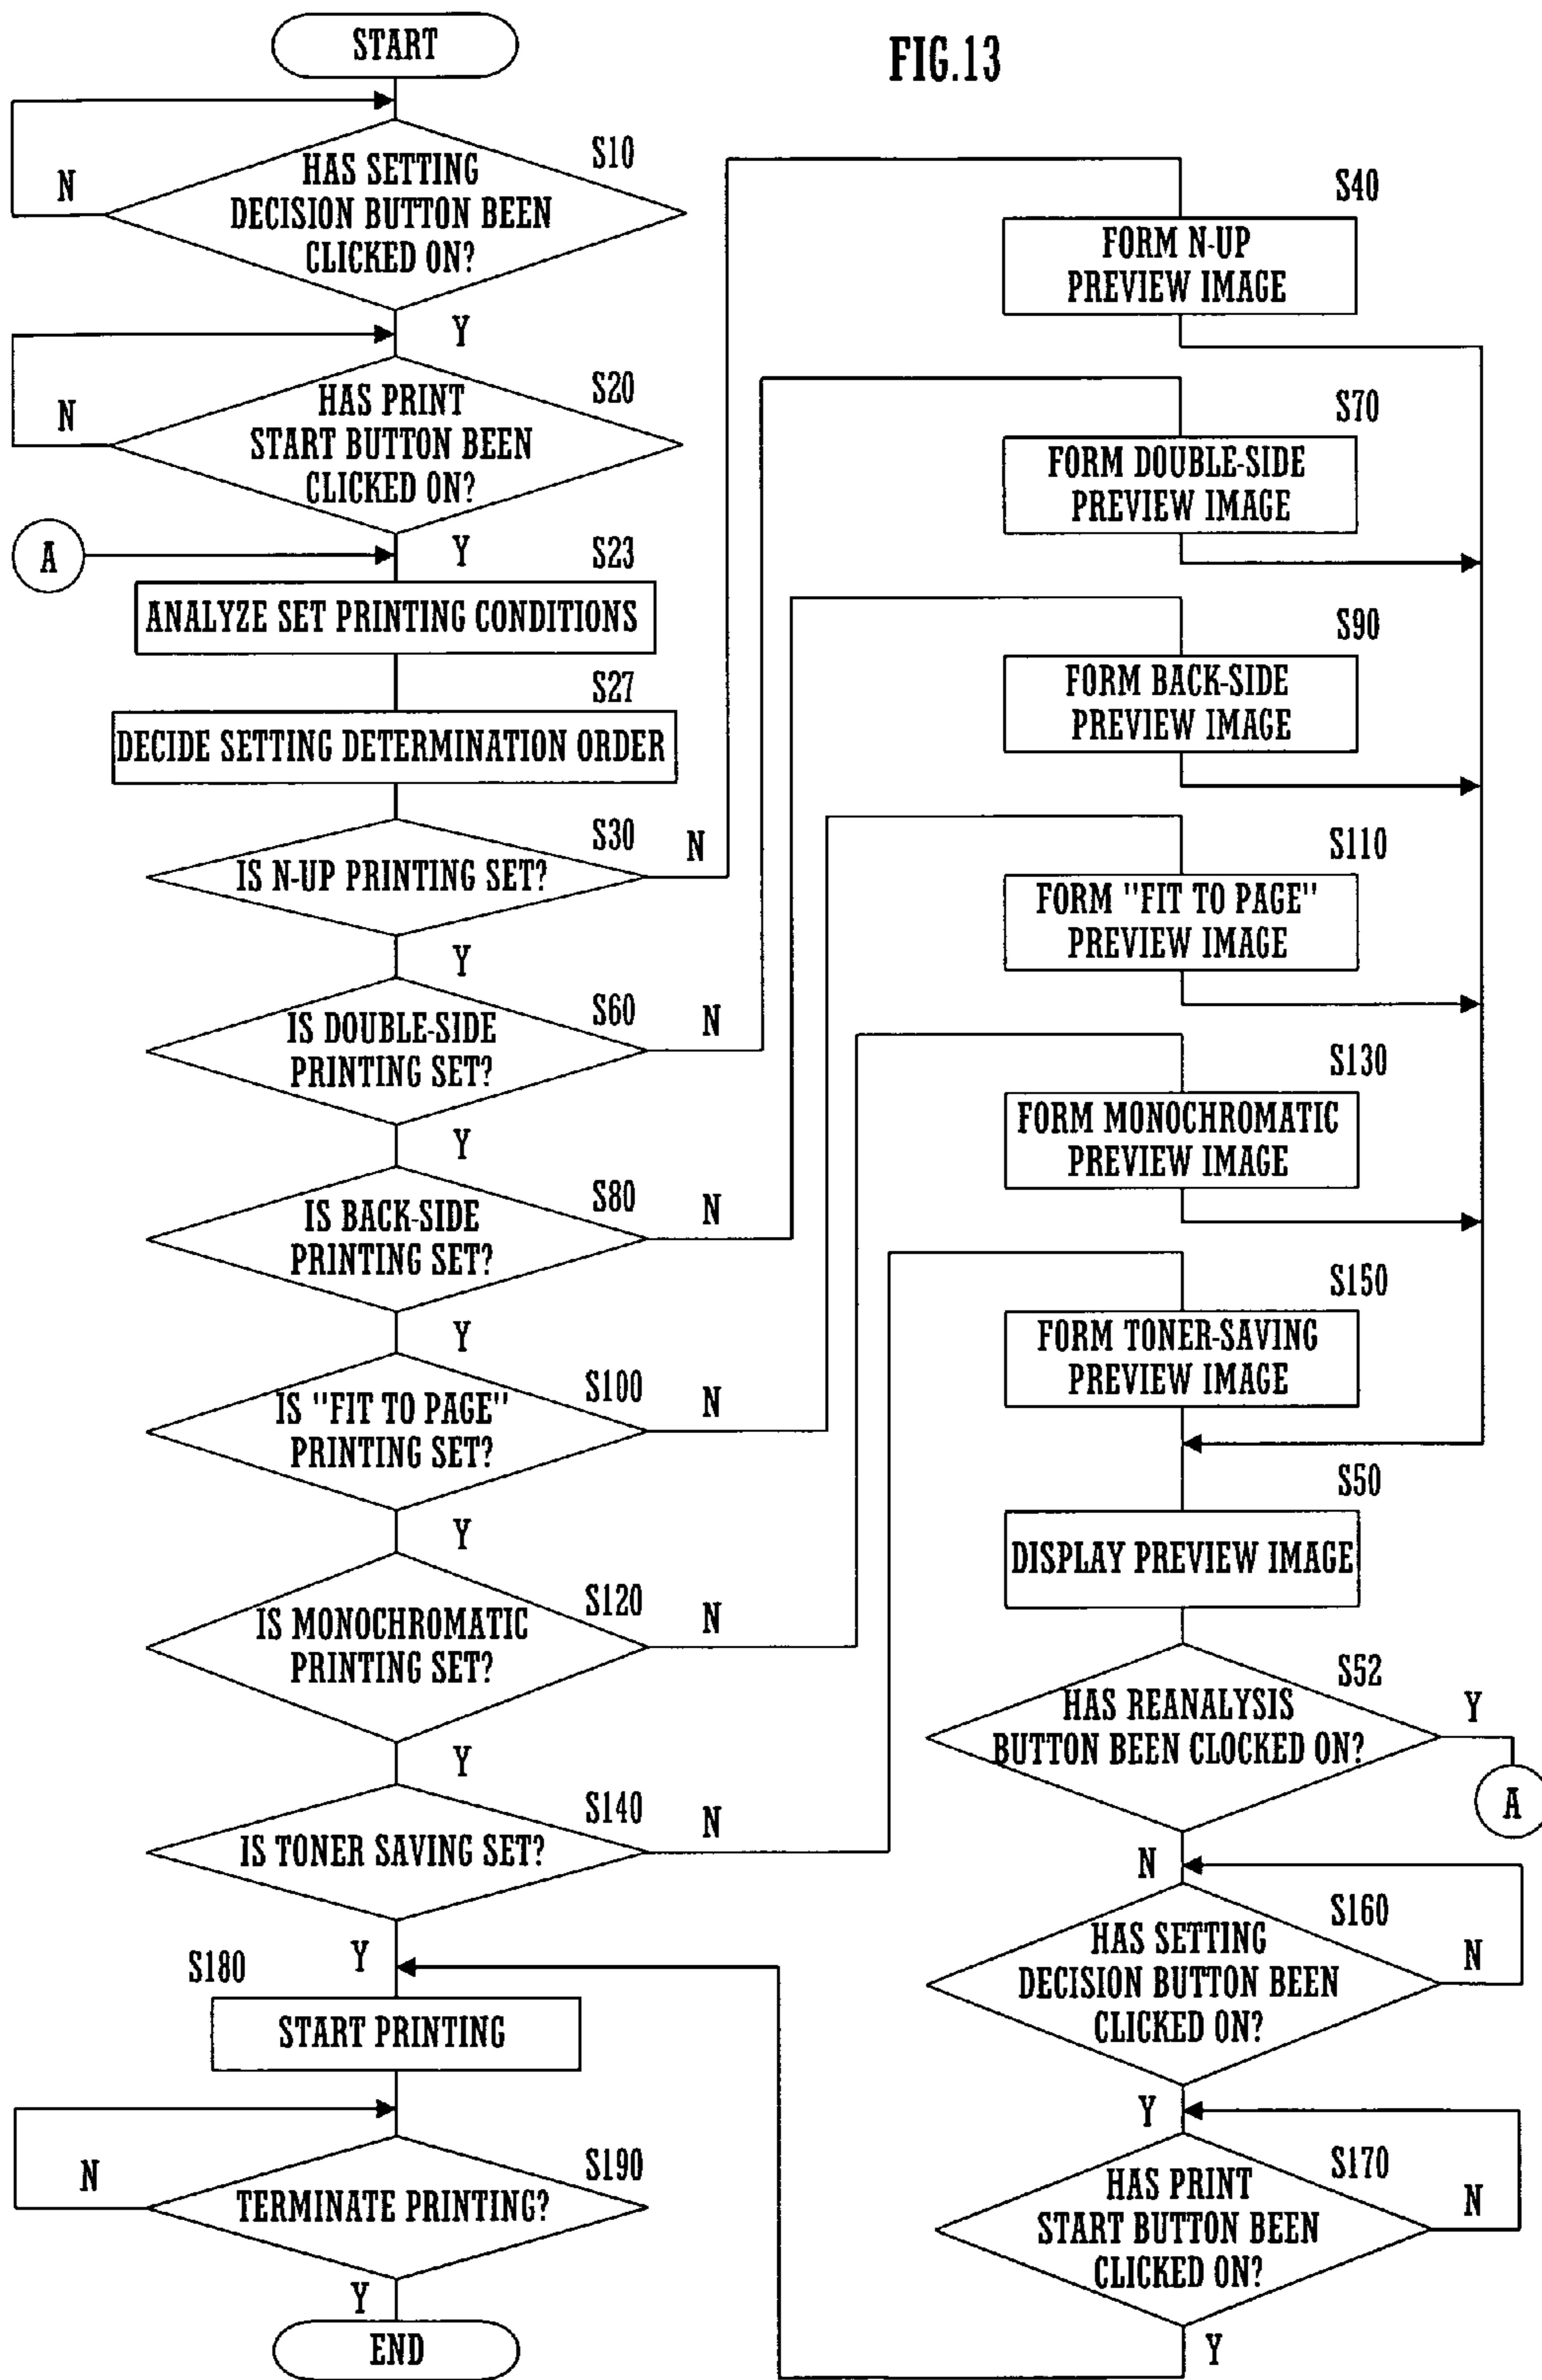 FIG.13
START
S10
HAS SETTING
DECISION BUTTON BEEN
CLICKED ON?
N
Y
S20
HAS PRINT
START BUTTON BEEN
CLICKED ON?
N
Y
A
S23
ANALYZE SET PRINTING CONDITIONS
S27
DECIDE SETTING DETERMINATION ORDER
S30
IS N-UP PRINTING SET?
N
Y
S60
IS DOUBLE-SIDE
PRINTING SET?
N
Y
S80
IS BACK-SIDE
PRINTING SET?
N
Y
S100
IS "FIT TO PAGE"
PRINTING SET?
N
Y
S120
IS MONOCHROMATIC
PRINTING SET?
N
Y
S140
IS TONER SAVING SET?
N
Y
S180
START PRINTING
S190
TERMINATE PRINTING?
N
Y
END
S40
FORM N-UP
PREVIEW IMAGE
S70
FORM DOUBLE-SIDE
PREVIEW IMAGE
S90
FORM BACK-SIDE
PREVIEW IMAGE
S110
FORM "FIT TO PAGE"
PREVIEW IMAGE
S130
FORM MONOCHROMATIC
PREVIEW IMAGE
S150
FORM TONER-SAVING
PREVIEW IMAGE
S50
DISPLAY PREVIEW IMAGE
S52
HAS REANALYSIS
BUTTON BEEN CLOCKED ON?
Y
A
N
S160
HAS SETTING
DECISION BUTTON BEEN
CLICKED ON?
N
Y
S170
HAS PRINT
START BUTTON BEEN
CLICKED ON?
N
Y